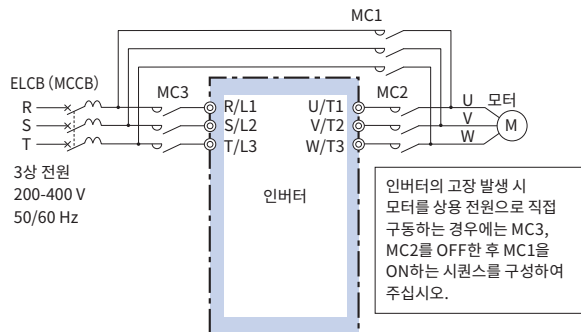 MC1
ELCB (MCCB)
MC3
MC2
R
S
T
R/L1
S/L2
T/L3
U/T1
V/T2
W/T3
U
V
W
모터
M
인버터
3상 전원
200-400 V
50/60 Hz
인버터의 고장 발생 시
모터를 상용 전원으로 직접
구동하는 경우에는 MC3,
MC2를 OFF한 후 MC1을
ON하는 시퀀스를 구성하여
주십시오.